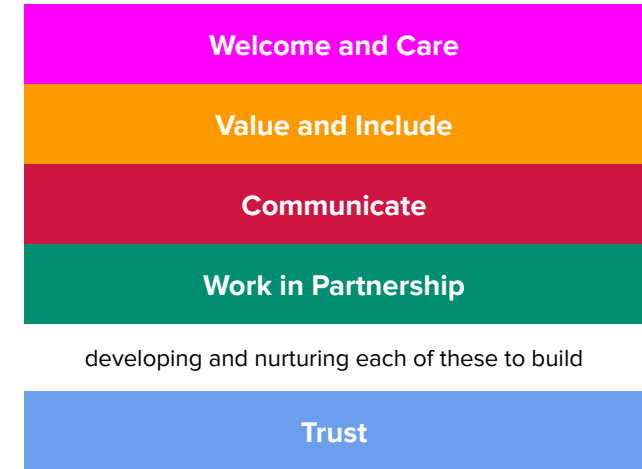 Welcome and Care
Value and Include
Communicate
Work in Partnership
developing and nurturing each of these to build
Trust